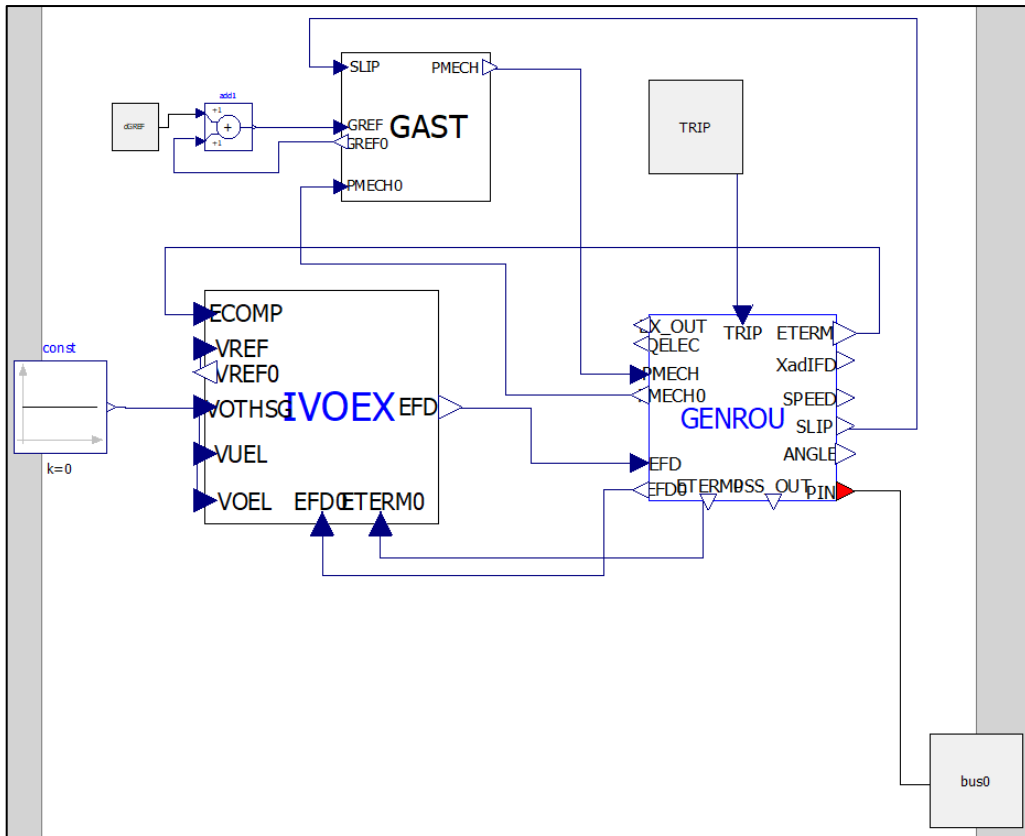 SLIP
PMECH
add1
+1
dGREF
+
+1
GREF
GAST
GREF0
PMECH0
TRIP
ECOMP
const
VREF
VREF0
VOTHSG
IVOEX
EFD
VUEL
k=0
VOEL
EFD0
ETERM0
EX_OUT
TRIP
ETERM
QELEC
XadIFD
PMECH
PMECH0
SPEED
GENROU
SLIP
ANGLE
EFD
EFD0
ETERM0
PSS_OUT
PIN
bus0